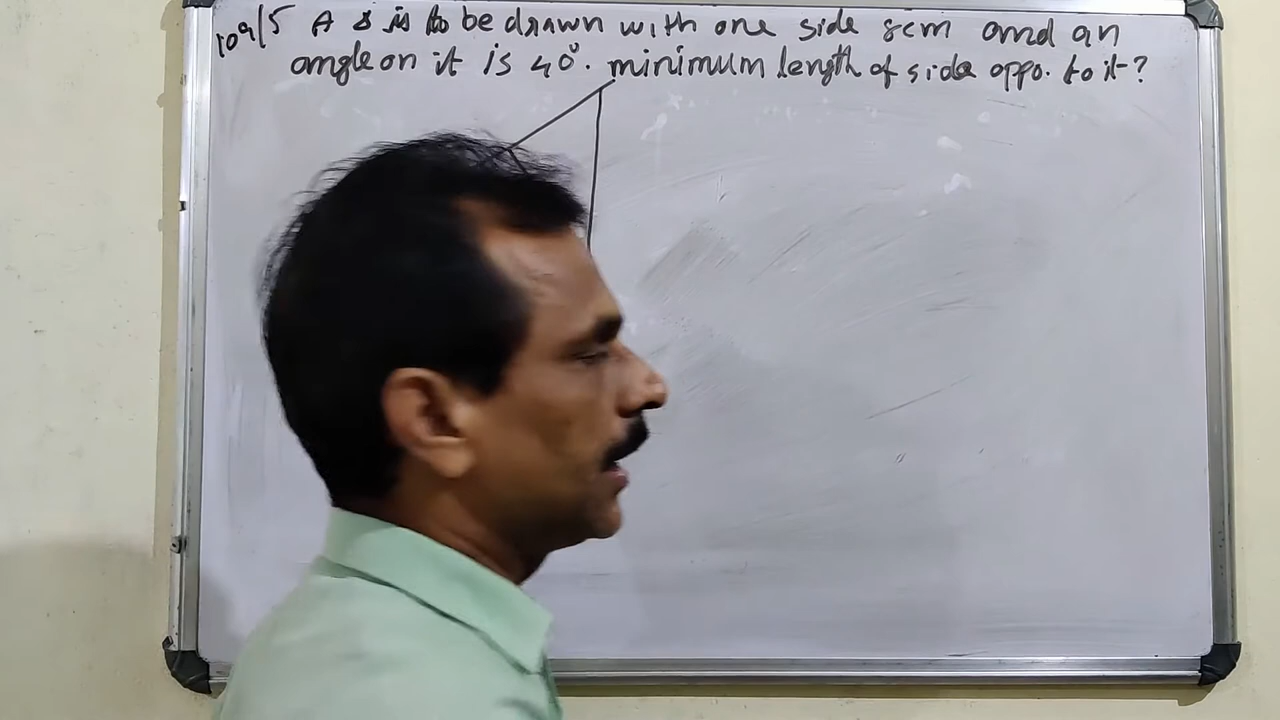 109/5 A Δ is to be drawn with one side 8cm and an
angle on it is 40°. minimum length of side oppo. to it?